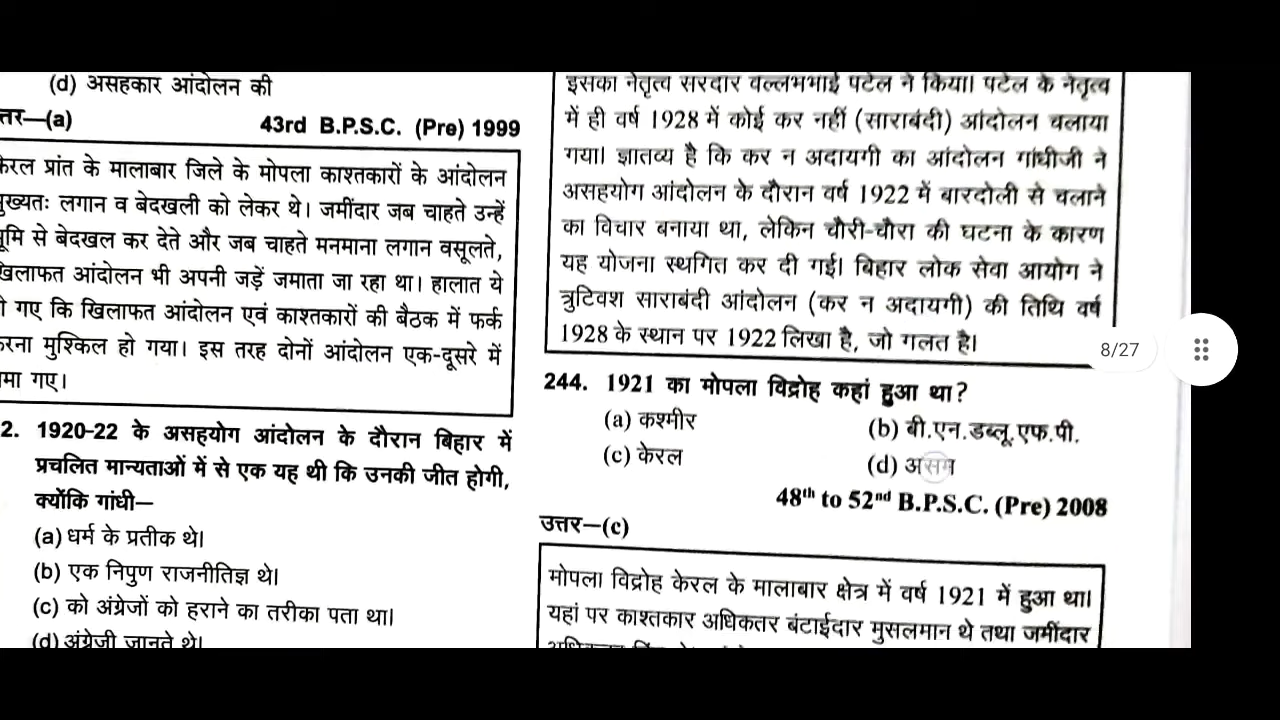 (d) असहकार आंदोलन की
त्तर—(a)
43rd B.P.S.C. (Pre) 1999
केरल प्रांत के मालाबार जिले के मोपला काश्तकारों के आंदोलन
मुख्यतः लगान व बेदखली को लेकर थे। जमींदार जब चाहते उन्हें
भूमि से बेदखल कर देते और जब चाहते मनमाना लगान वसूलते,
खिलाफत आंदोलन भी अपनी जड़ें जमाता जा रहा था। हालात ये
गए कि खिलाफत आंदोलन एवं काश्तकारों की बैठक में फर्क
करना मुश्किल हो गया। इस तरह दोनों आंदोलन एक-दूसरे में
गए।
2. 1920-22 के असहयोग आंदोलन के दौरान बिहार में
प्रचलित मान्यताओं में से एक यह थी कि उनकी जीत होगी,
क्योंकि गांधी—
(a) धर्म के प्रतीक थे।
(b) एक निपुण राजनीतिज्ञ थे।
(c) को अंग्रेजों को हराने का तरीका पता था।
(d) अंग्रेजी जानते थे।
इसका नेतृत्व सरदार वल्लभभाई पटेल ने किया। पटेल के नेतृत्व
में ही वर्ष 1928 में कोई कर नहीं (साराबंदी) आंदोलन चलाया
गया। ज्ञातव्य है कि कर न अदायगी का आंदोलन गांधीजी ने
असहयोग आंदोलन के दौरान वर्ष 1922 में बारदोली से चलाने
का विचार बनाया था, लेकिन चौरी-चौरा की घटना के कारण
यह योजना स्थगित कर दी गई। बिहार लोक सेवा आयोग ने
त्रुटिवश साराबंदी आंदोलन (कर न अदायगी) की तिथि वर्ष
1928 के स्थान पर 1922 लिखा है, जो गलत है।
8/27
244. 1921 का मोपला विद्रोह कहां हुआ था?
(a) कश्मीर (b) बी.एन.डब्लू.एफ.पी.
(c) केरल (d) असम
48th to 52nd B.P.S.C. (Pre) 2008
उत्तर—(c)
मोपला विद्रोह केरल के मालाबार क्षेत्र में वर्ष 1921 में हुआ था।
यहां पर काश्तकार अधिकतर बंटाईदार मुसलमान थे तथा जमींदार